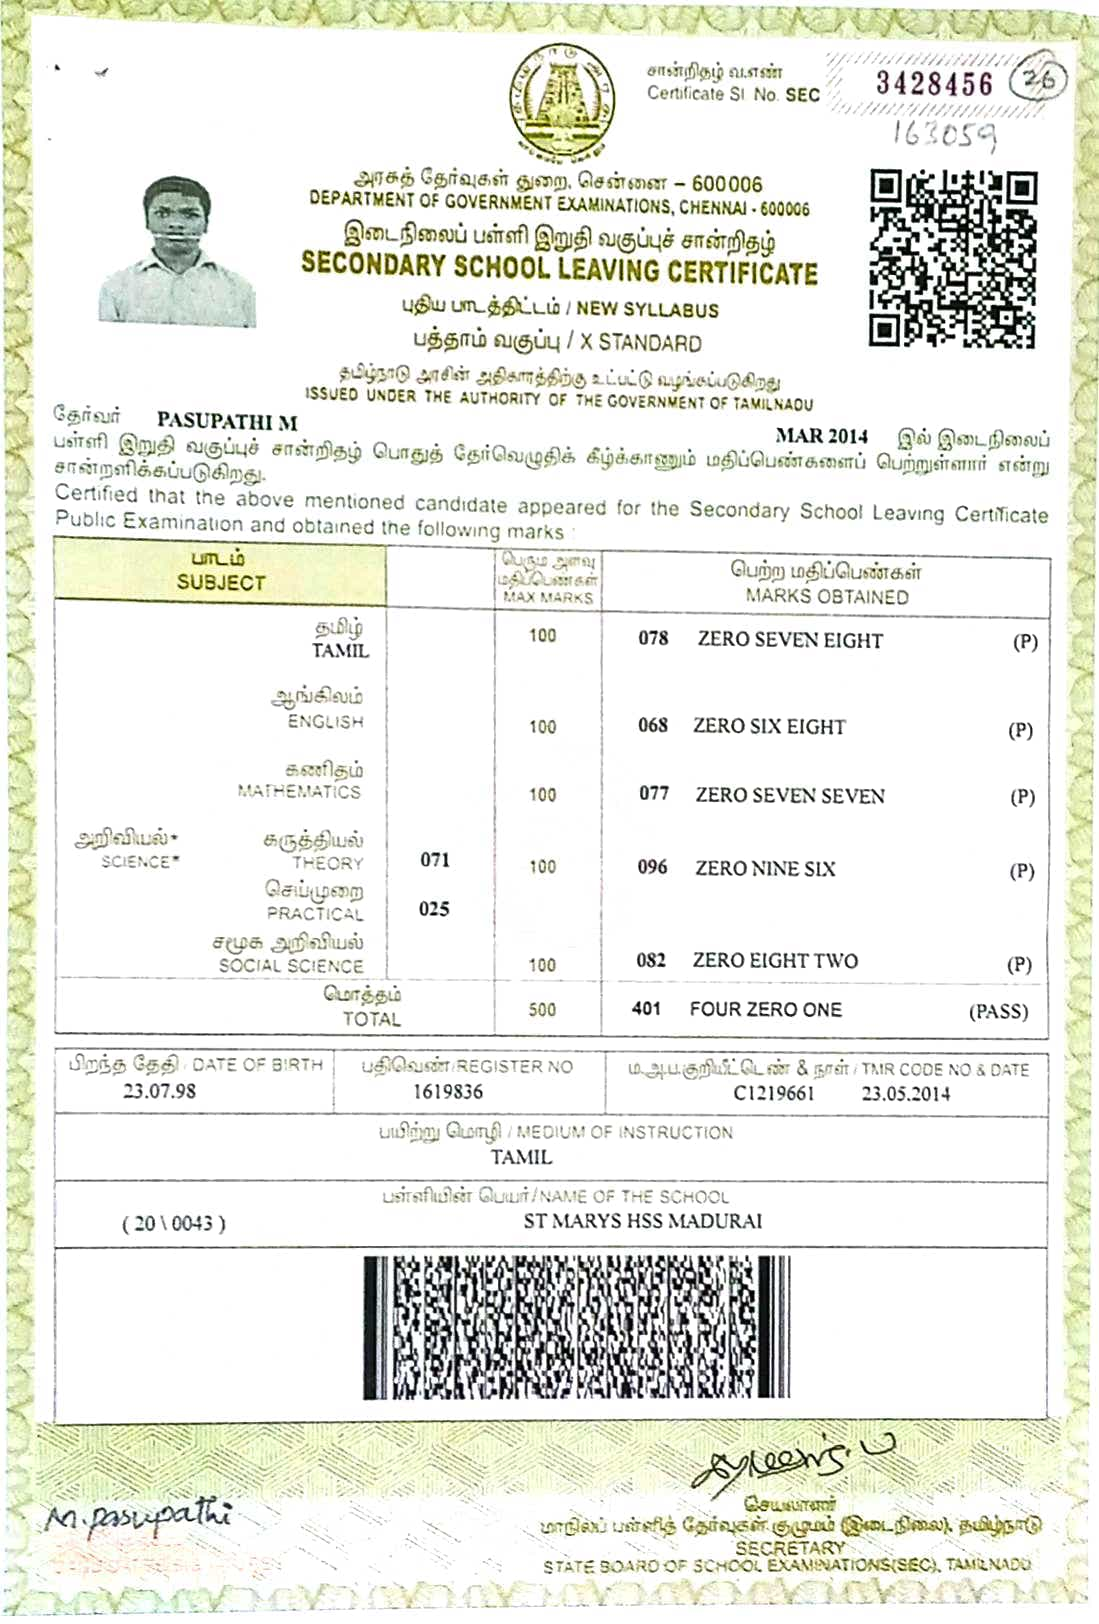 சான்றிதழ் வ.எண்
Certificate Sl. No. SEC 3428456 26
163059
அரசுத் தேர்வுகள் துறை, சென்னை – 600006
DEPARTMENT OF GOVERNMENT EXAMINATIONS, CHENNAI - 600006
இடைநிலைப் பள்ளி இறுதி வகுப்புச் சான்றிதழ்
SECONDARY SCHOOL LEAVING CERTIFICATE
புதிய பாடத்திட்டம் / NEW SYLLABUS
பத்தாம் வகுப்பு / X STANDARD
தமிழ்நாடு அரசின் அதிகாரத்திற்கு உட்பட்டு வழங்கப்படுகிறது
ISSUED UNDER THE AUTHORITY OF THE GOVERNMENT OF TAMILNADU
தேர்வர் PASUPATHI M MAR 2014 இல் இடைநிலைப்
பள்ளி இறுதி வகுப்புச் சான்றிதழ் பொதுத் தேர்வெழுதிக் கீழ்க்காணும் மதிப்பெண்களைப் பெற்றுள்ளார் என்று
சான்றளிக்கப்படுகிறது.
Certified that the above mentioned candidate appeared for the Secondary School Leaving Certificate
Public Examination and obtained the following marks :
பாடம் பெரும அளவு பெற்ற மதிப்பெண்கள்
SUBJECT மதிப்பெண்கள் MARKS OBTAINED
MAX MARKS
தமிழ்
TAMIL 100 078 ZERO SEVEN EIGHT (P)
ஆங்கிலம்
ENGLISH 100 068 ZERO SIX EIGHT (P)
கணிதம்
MATHEMATICS 100 077 ZERO SEVEN SEVEN (P)
அறிவியல்* கருத்தியல்
SCIENCE* THEORY 071 100 096 ZERO NINE SIX (P)
செய்முறை
PRACTICAL 025
சமூக அறிவியல்
SOCIAL SCIENCE 100 082 ZERO EIGHT TWO (P)
மொத்தம்
TOTAL 500 401 FOUR ZERO ONE (PASS)
பிறந்த தேதி / DATE OF BIRTH பதிவெண் / REGISTER NO ம.அ.ப.குறியீட்டெண் & நாள் / TMR CODE NO & DATE
23.07.98 1619836 C1219661 23.05.2014
பயிற்று மொழி / MEDIUM OF INSTRUCTION
TAMIL
பள்ளியின் பெயர் / NAME OF THE SCHOOL
( 20 \ 0043 ) ST MARYS HSS MADURAI
M.pasupathi
செயலாளர்
மாநிலப் பள்ளித் தேர்வுகள் குழுமம் (இடைநிலை), தமிழ்நாடு
SECRETARY
STATE BOARD OF SCHOOL EXAMINATIONS(SEC), TAMILNADU